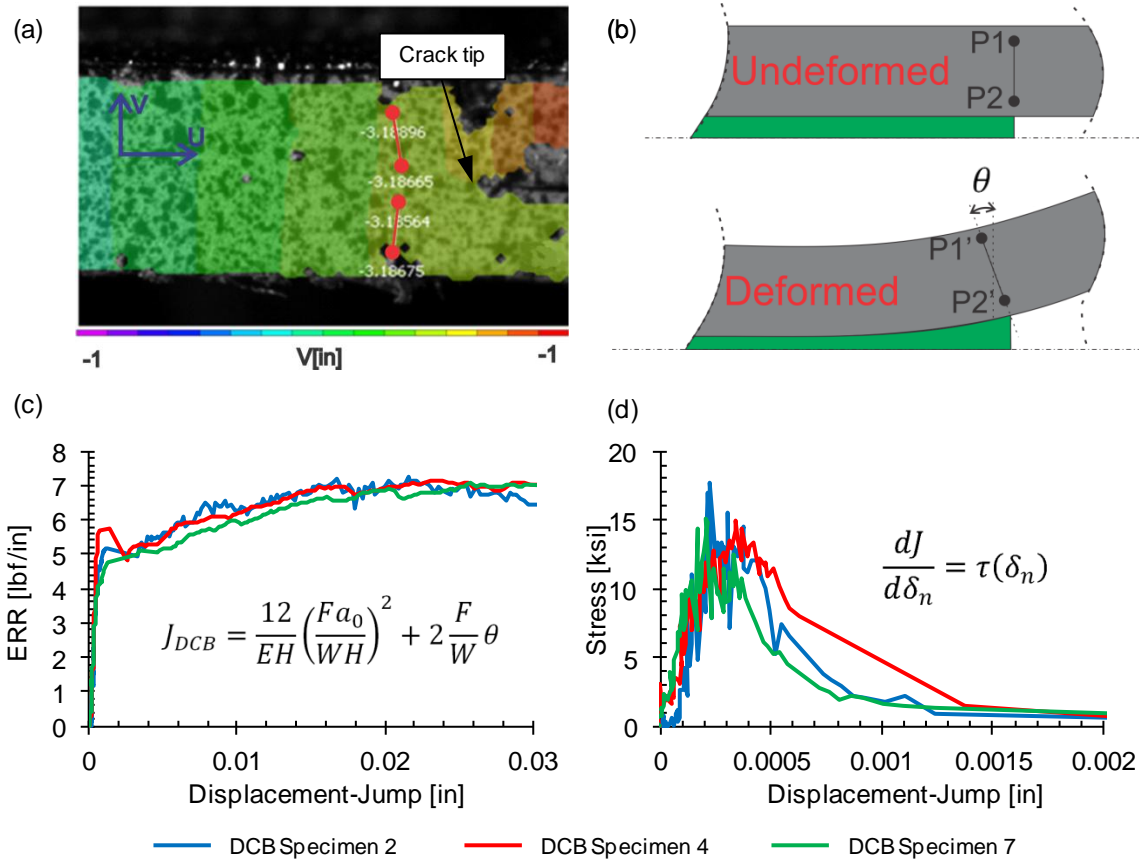 (a)
Crack tip
V
U
-3.18896
-3.18665
-3.18564
-3.18675
-1
V[in]
-1
(b)
P1
Undeformed
P2
θ
P1'
P2'
Deformed
(c)
8
7
6
5
4
3
2
1
0
ERR [lbf/in]
J_DCB = 12/EH (Fa_0/WH)^2 + 2 F/W θ
0
0.01
0.02
0.03
Displacement-Jump [in]
(d)
20
15
10
5
0
Stress [ksi]
dJ/dδ_n = τ(δ_n)
0
0.0005
0.001
0.0015
0.002
Displacement-Jump [in]
DCB Specimen 2
DCB Specimen 4
DCB Specimen 7